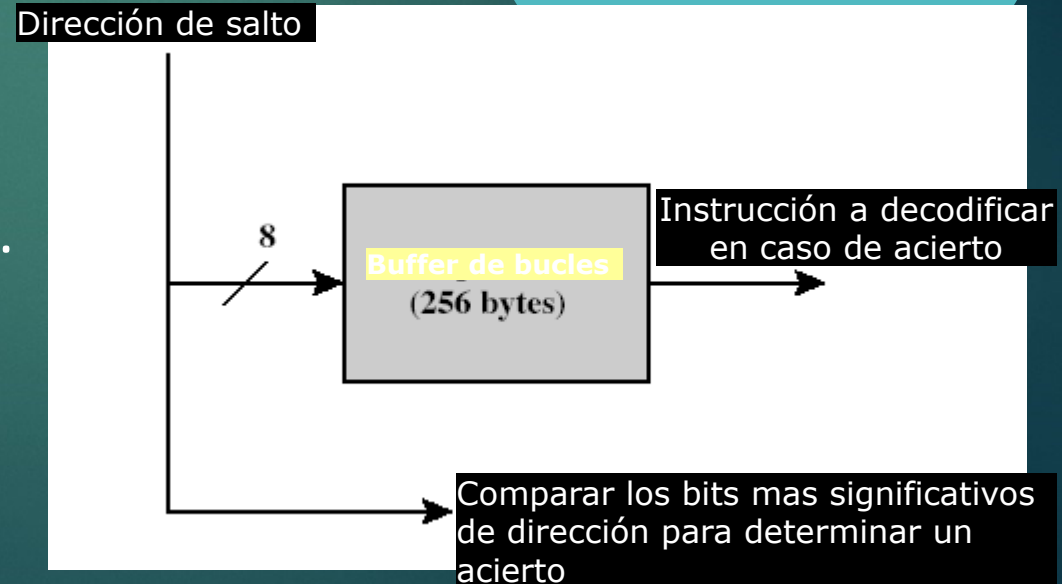 Dirección de salto
8
Buffer de bucles
(256 bytes)
Instrucción a decodificar
en caso de acierto
Comparar los bits mas significativos
de dirección para determinar un
acierto